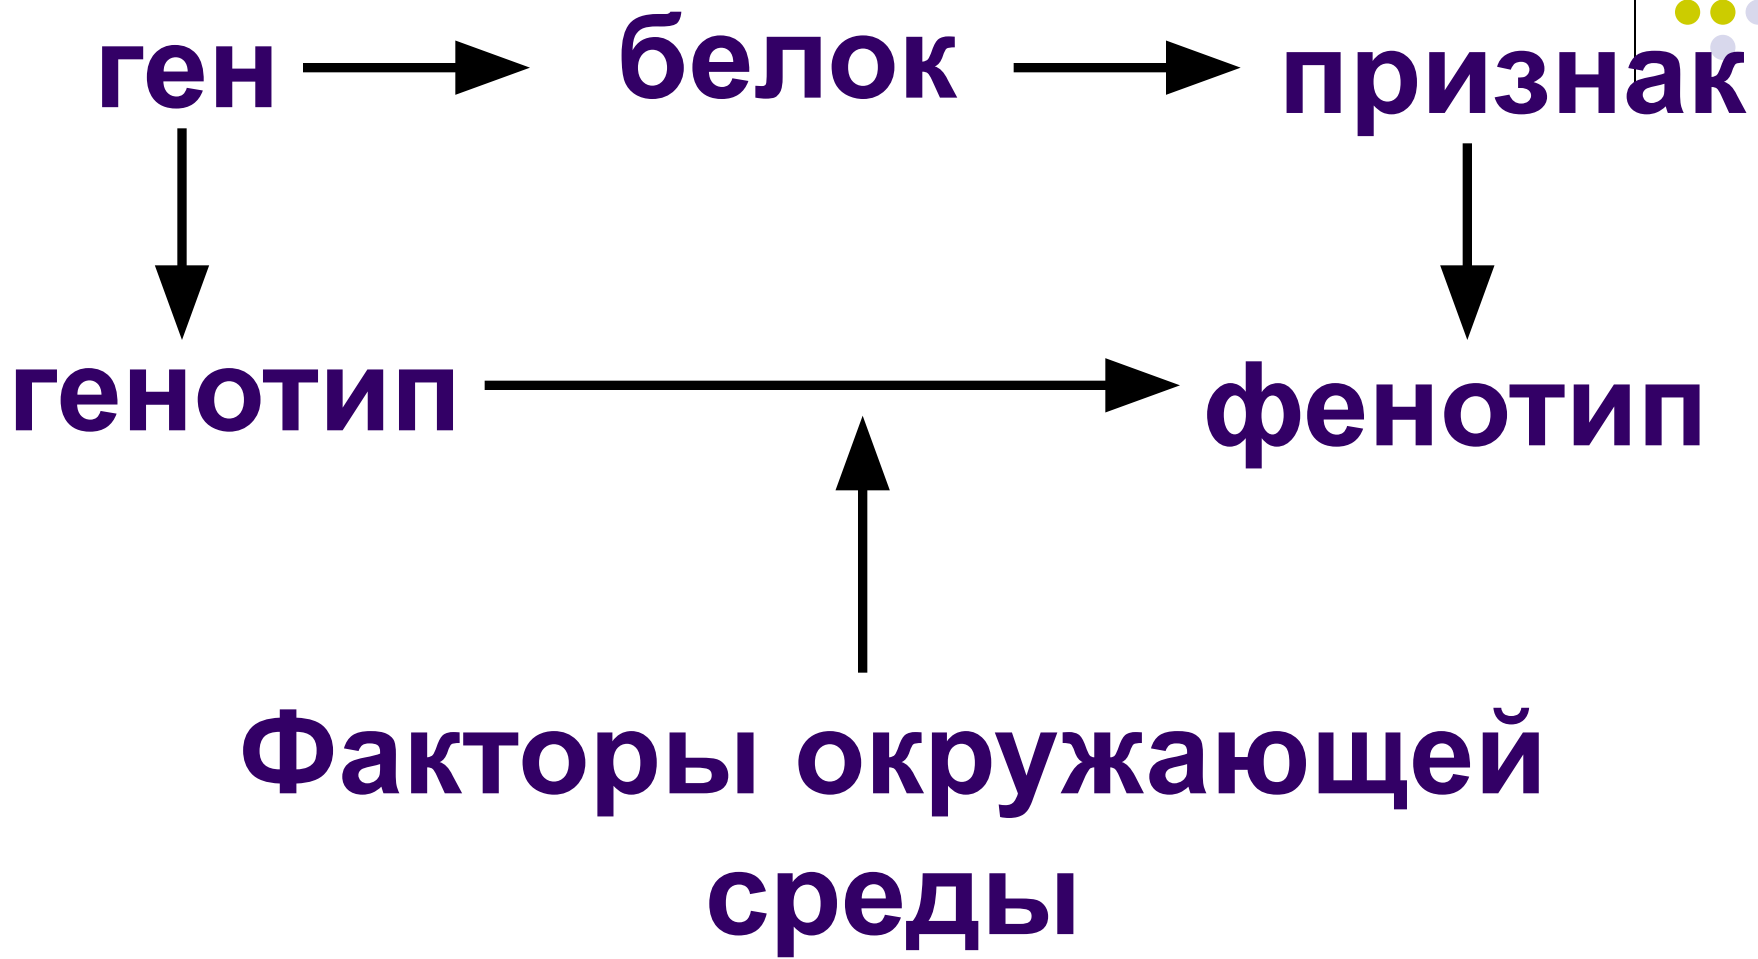 ген белок признак
генотип фенотип
Факторы окружающей
среды